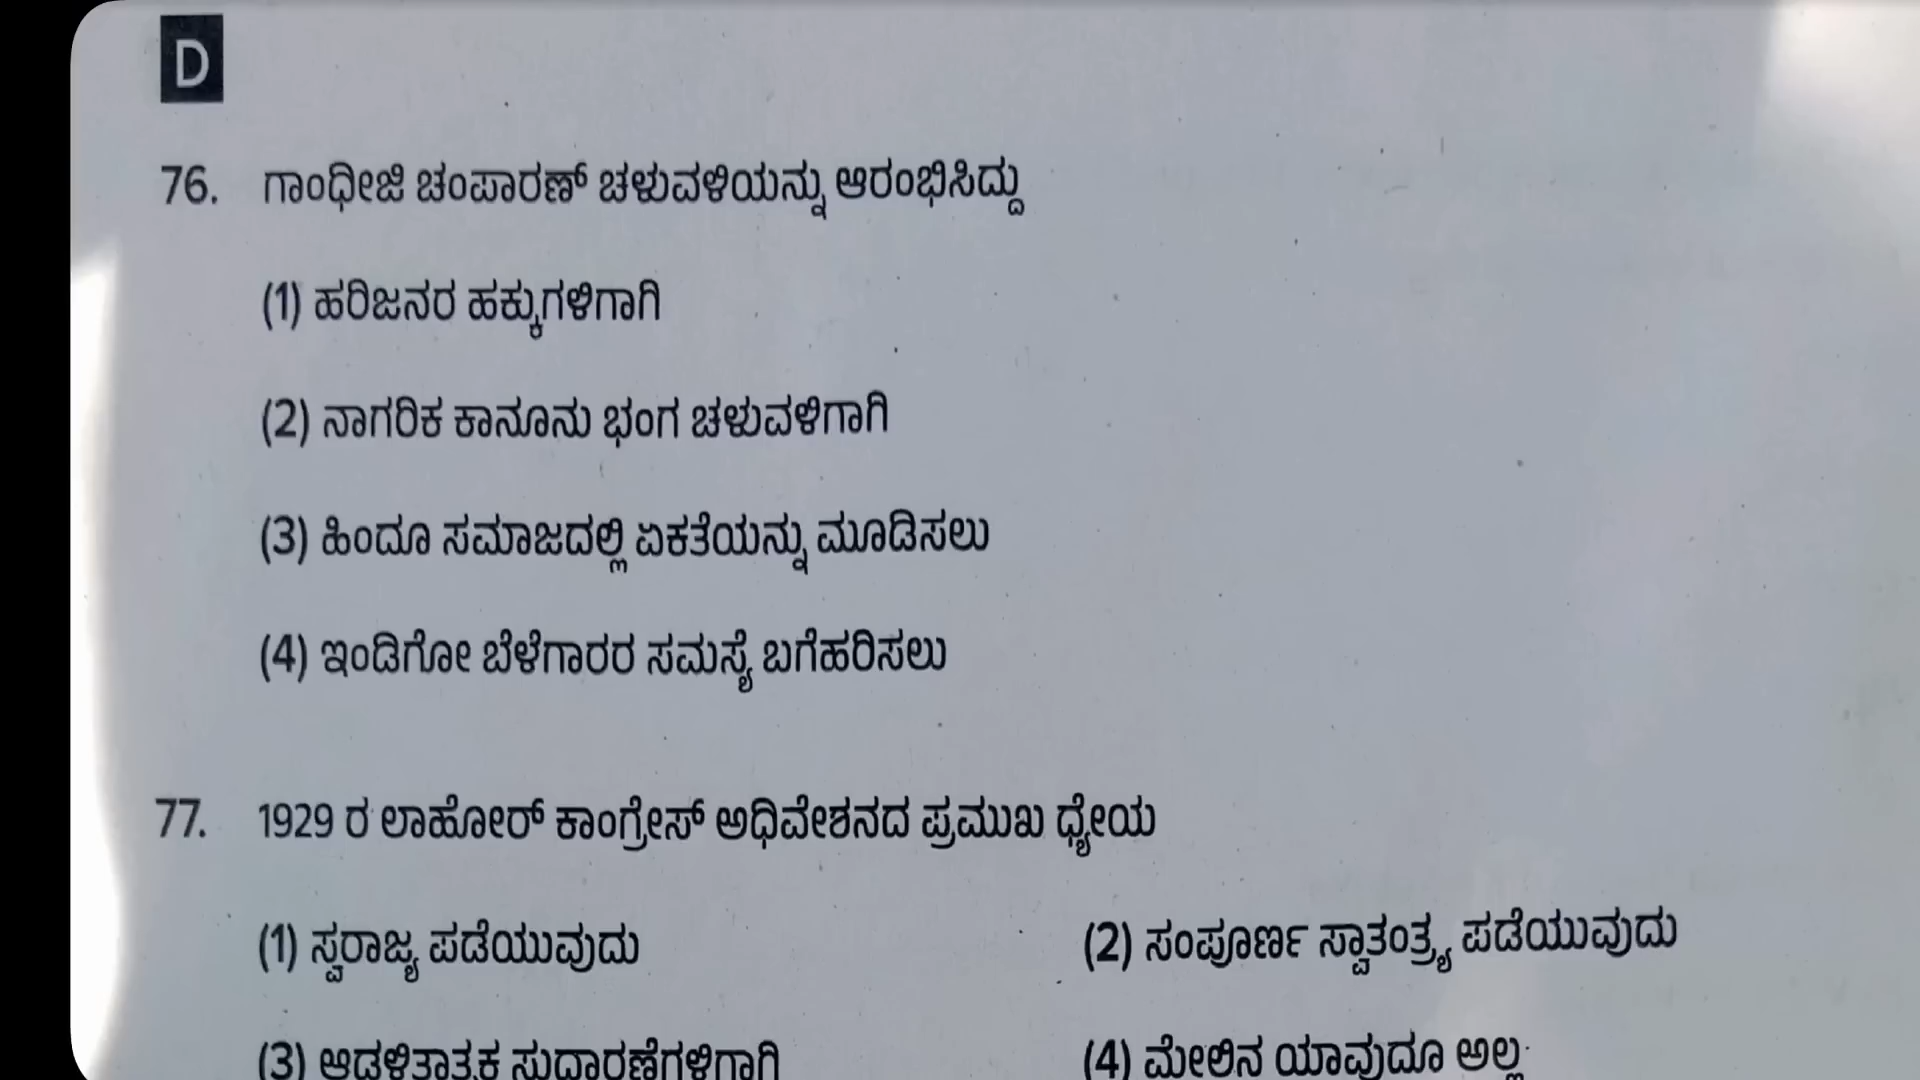 D
76. ಗಾಂಧೀಜಿ ಚಂಪಾರಣ್ ಚಳುವಳಿಯನ್ನು ಆರಂಭಿಸಿದ್ದು
(1) ಹರಿಜನರ ಹಕ್ಕುಗಳಿಗಾಗಿ
(2) ನಾಗರಿಕ ಕಾನೂನು ಭಂಗ ಚಳುವಳಿಗಾಗಿ
(3) ಹಿಂದೂ ಸಮಾಜದಲ್ಲಿ ಏಕತೆಯನ್ನು ಮೂಡಿಸಲು
(4) ಇಂಡಿಗೋ ಬೆಳೆಗಾರರ ಸಮಸ್ಯೆ ಬಗೆಹರಿಸಲು
77. 1929 ರ ಲಾಹೋರ್ ಕಾಂಗ್ರೇಸ್ ಅಧಿವೇಶನದ ಪ್ರಮುಖ ಧ್ಯೇಯ
(1) ಸ್ವರಾಜ್ಯ ಪಡೆಯುವುದು (2) ಸಂಪೂರ್ಣ ಸ್ವಾತಂತ್ರ್ಯ ಪಡೆಯುವುದು
(3) ಆಡಳಿತಾತ್ಮಕ ಸುಧಾರಣೆಗಳಿಗಾಗಿ (4) ಮೇಲಿನ ಯಾವುದೂ ಅಲ್ಲ